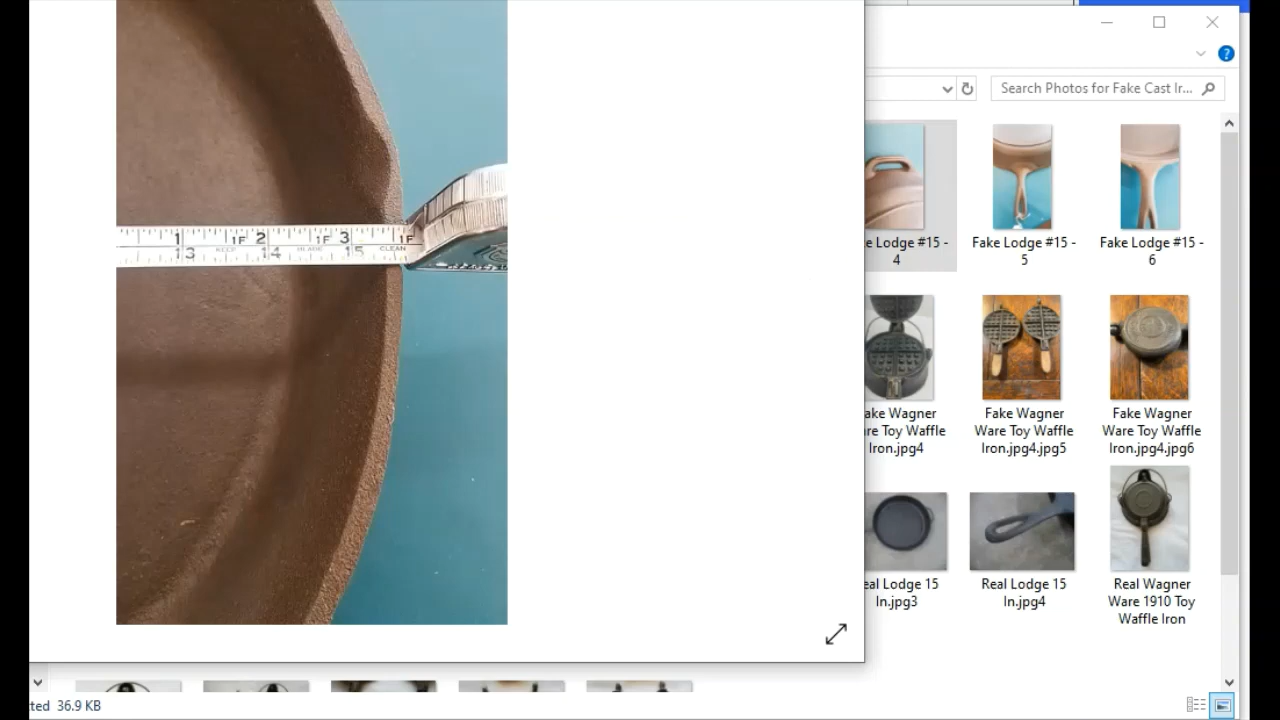 1 1F 2 1F 3 1F
13 KEEP 14 BLADE 15 CLEAN
Search Photos for Fake Cast Ir...
e Lodge #15 -
4
Fake Lodge #15 -
5
Fake Lodge #15 -
6
ake Wagner
re Toy Waffle
Iron.jpg4
Fake Wagner
Ware Toy Waffle
Iron.jpg4.jpg5
Fake Wagner
Ware Toy Waffle
Iron.jpg4.jpg6
eal Lodge 15
In.jpg3
Real Lodge 15
In.jpg4
Real Wagner
Ware 1910 Toy
Waffle Iron
ted 36.9 KB